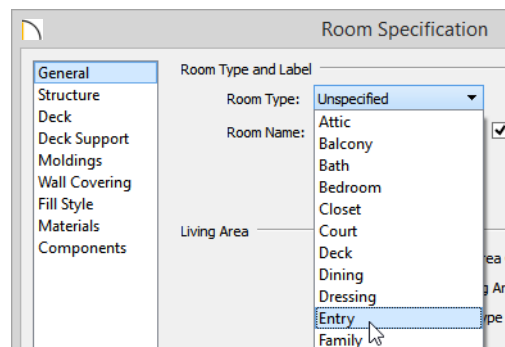 Room Specification
General
Structure
Deck
Deck Support
Moldings
Wall Covering
Fill Style
Materials
Components
Room Type and Label
Room Type: Unspecified
Room Name:
Attic
Balcony
Bath
Bedroom
Closet
Court
Deck
Dining
Dressing
Entry
Family
Living Area